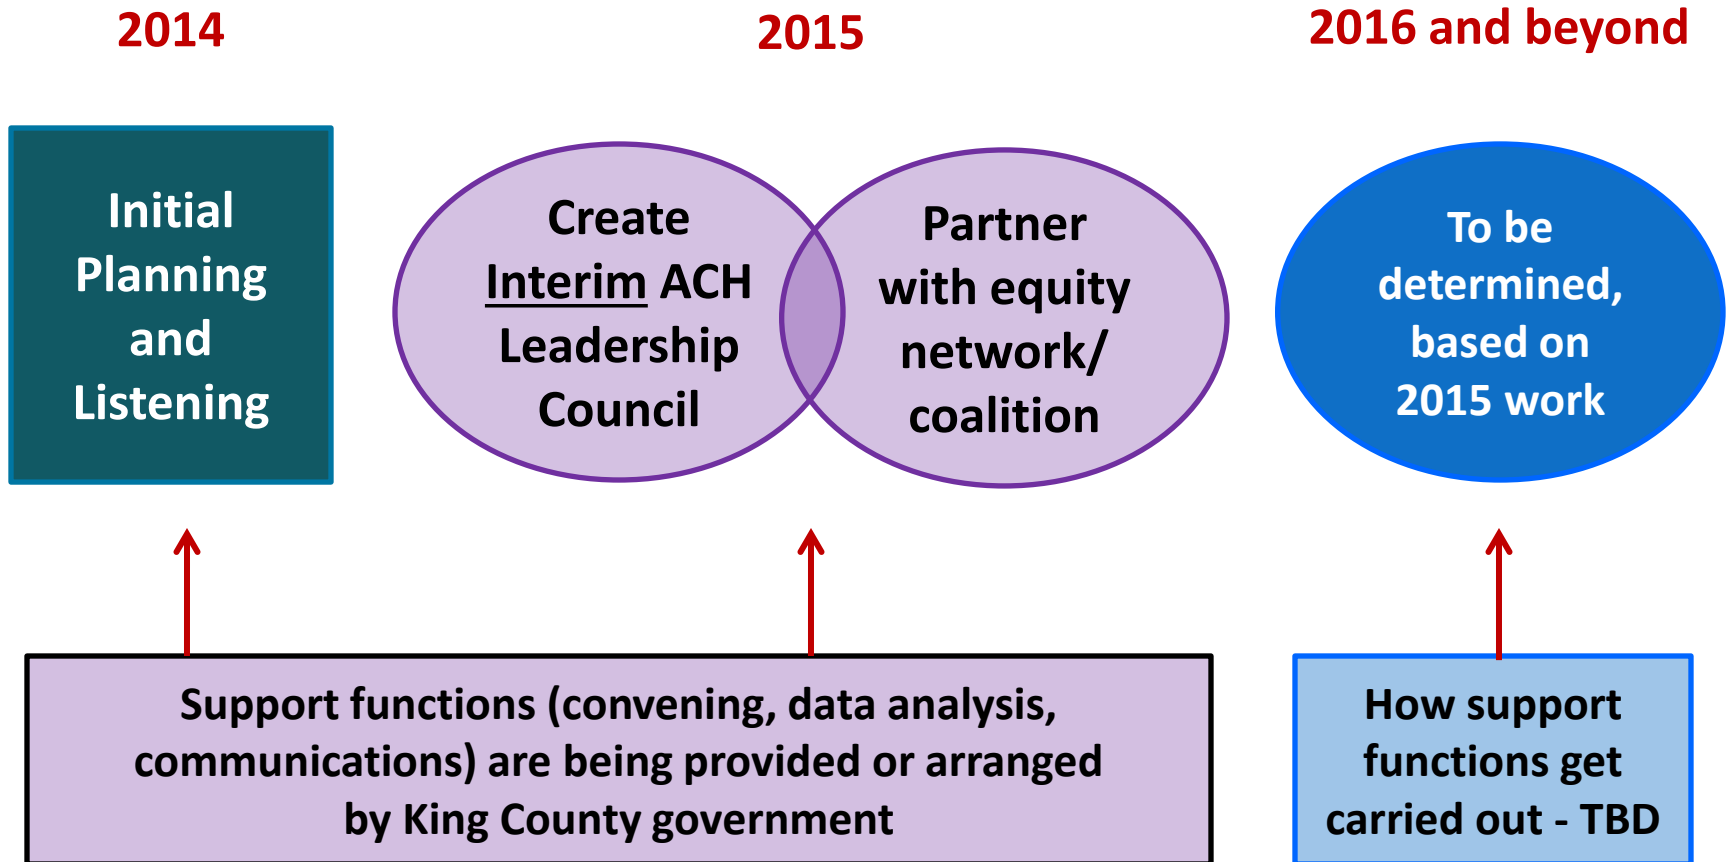 2014
2015
2016 and beyond
Initial
Planning
and
Listening
Create
Interim ACH
Leadership
Council
Partner
with equity
network/
coalition
To be
determined,
based on
2015 work
Support functions (convening, data analysis,
communications) are being provided or arranged
by King County government
How support
functions get
carried out - TBD